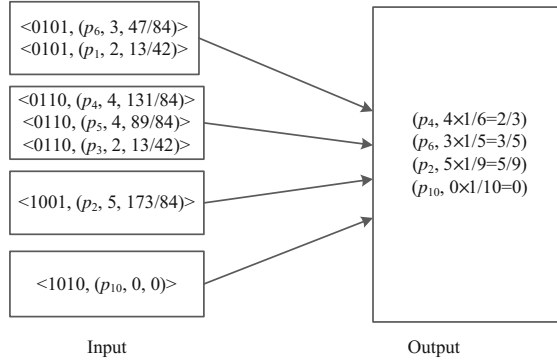 <0101, (p6, 3, 47/84)>
<0101, (p1, 2, 13/42)>
<0110, (p4, 4, 131/84)>
<0110, (p5, 4, 89/84)>
<0110, (p3, 2, 13/42)>
<1001, (p2, 5, 173/84)>
<1010, (p10, 0, 0)>
(p4, 4×1/6=2/3)
(p6, 3×1/5=3/5)
(p2, 5×1/9=5/9)
(p10, 0×1/10=0)
Input
Output